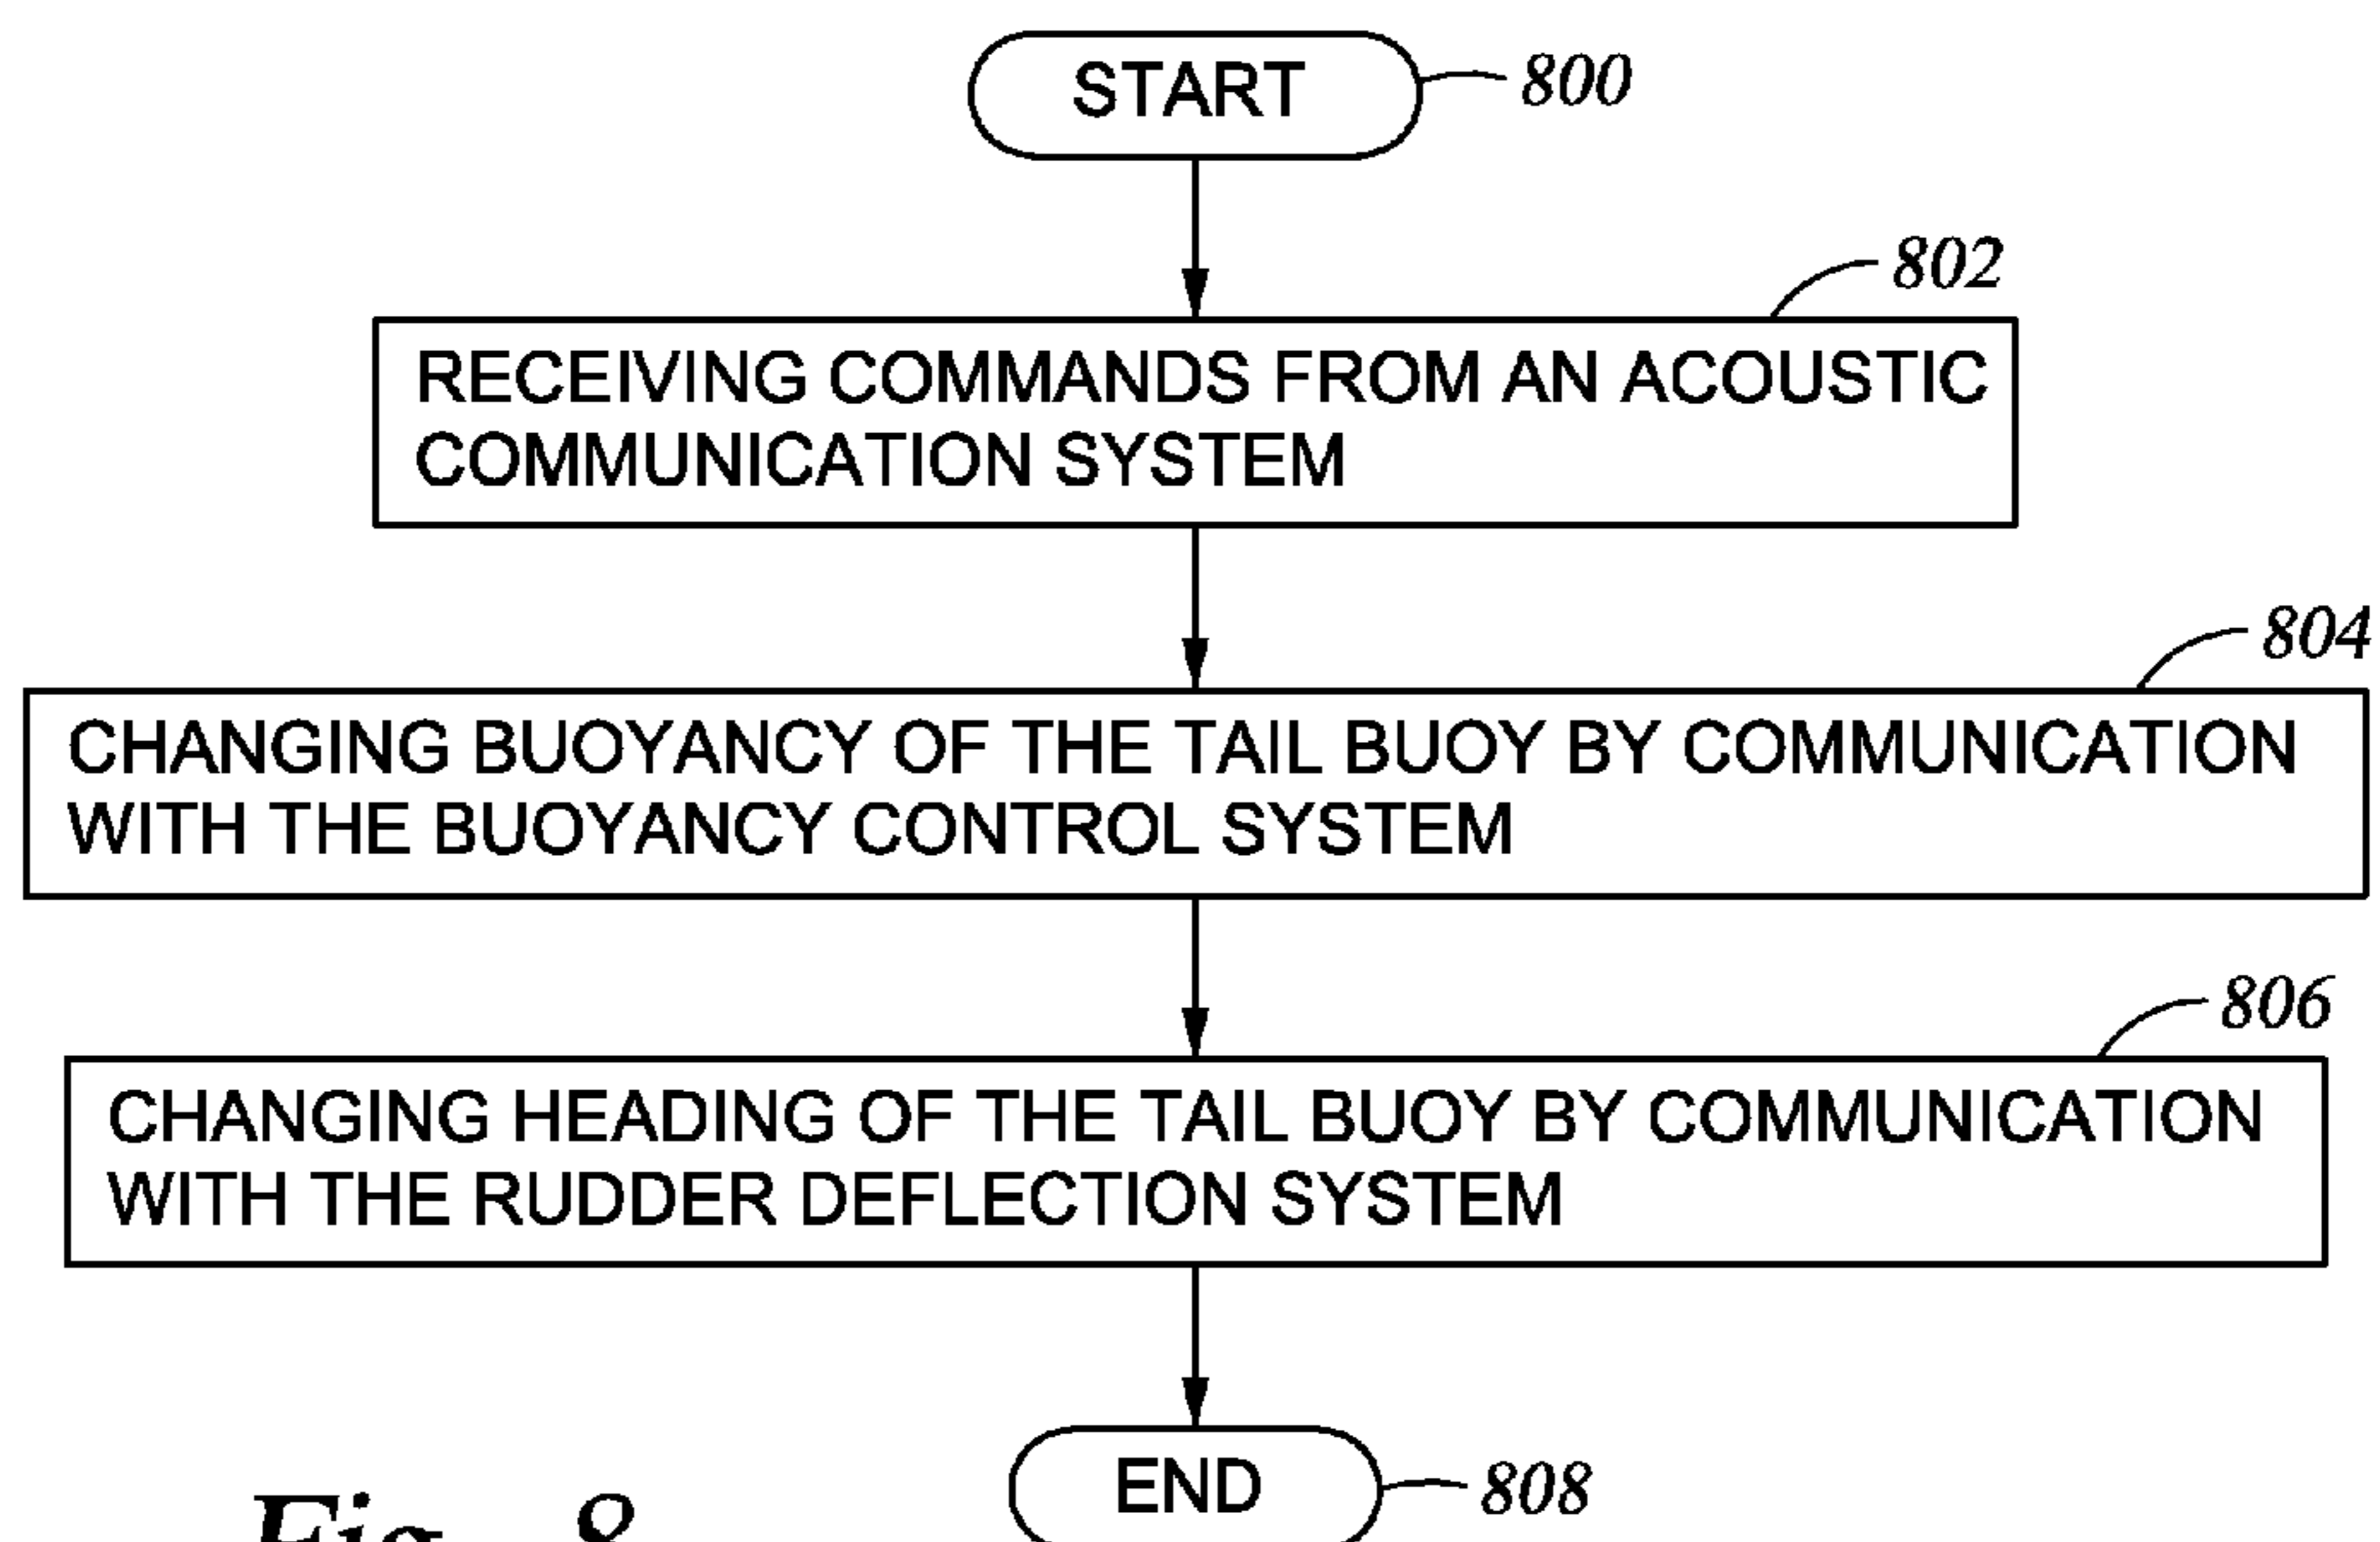 START
800
802
RECEIVING COMMANDS FROM AN ACOUSTIC
COMMUNICATION SYSTEM
804
CHANGING BUOYANCY OF THE TAIL BUOY BY COMMUNICATION
WITH THE BUOYANCY CONTROL SYSTEM
806
CHANGING HEADING OF THE TAIL BUOY BY COMMUNICATION
WITH THE RUDDER DEFLECTION SYSTEM
END
808
Fig. 8